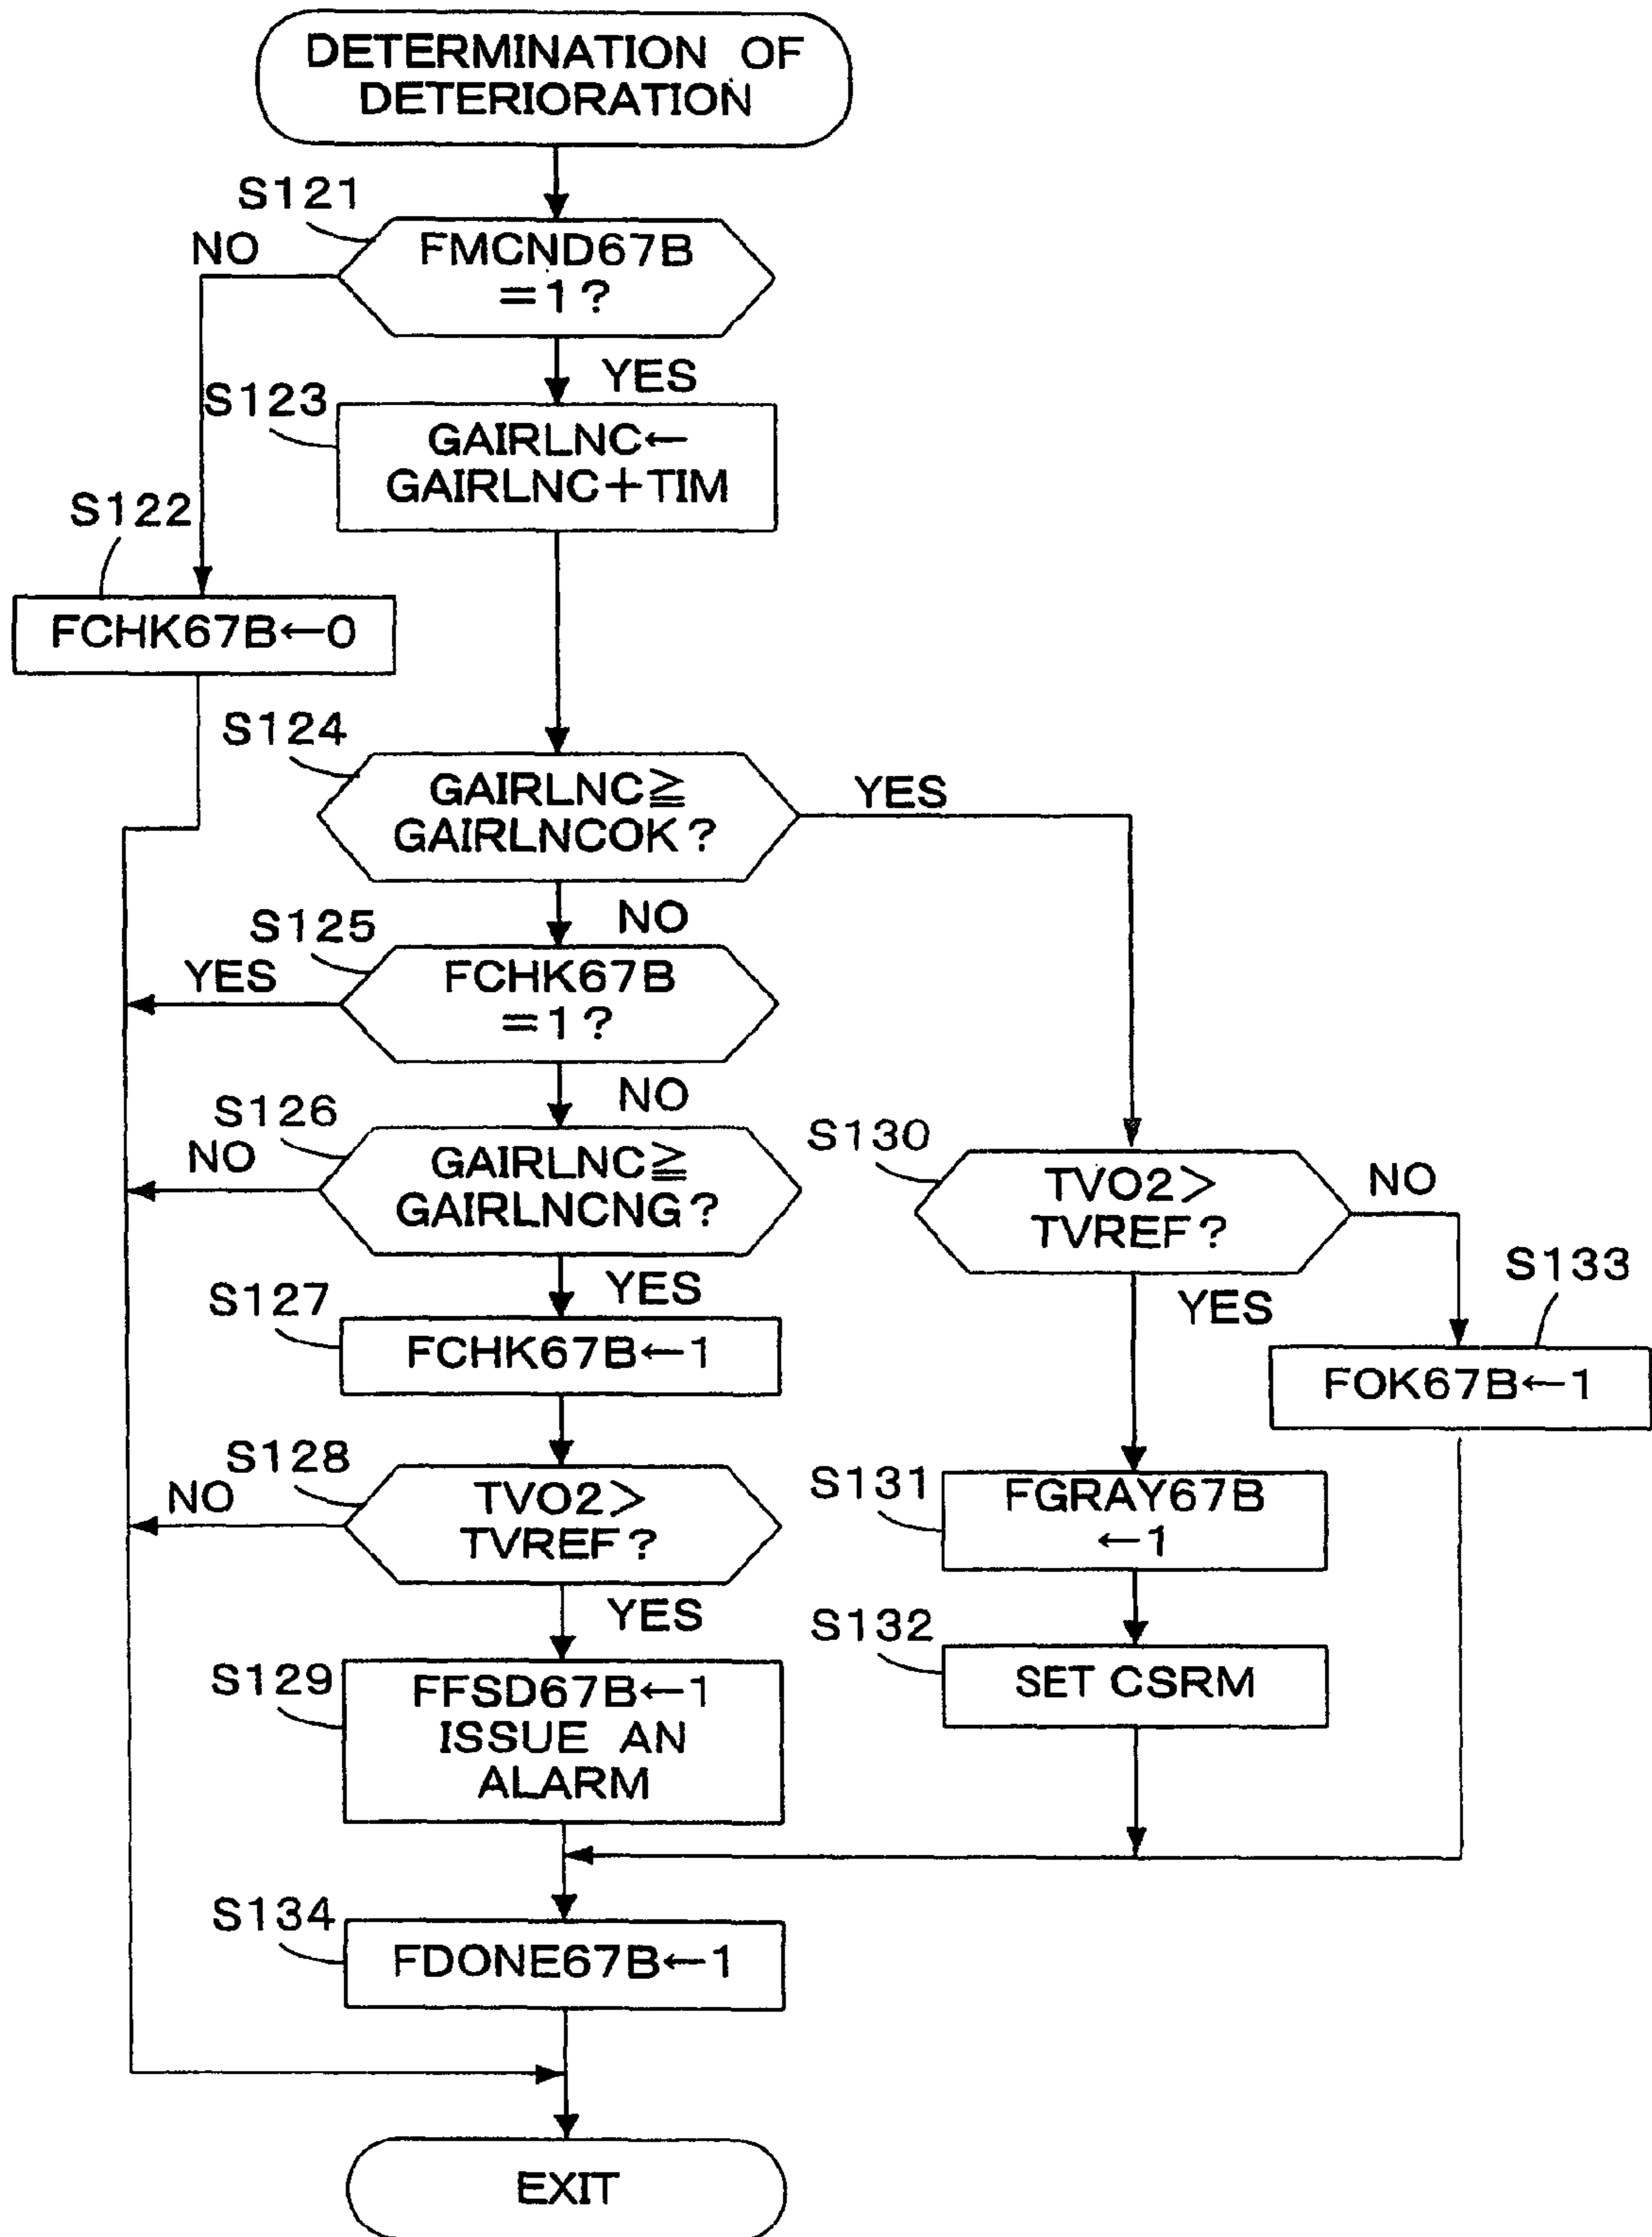 DETERMINATION OF
DETERIORATION
S121
NO
FMCND67B
=1?
YES
S123
GAIRLNC←
GAIRLNC+TIM
S122
FCHK67B←0
S124
GAIRLNC≧
GAIRLNCOK?
YES
NO
S125
YES
FCHK67B
=1?
NO
S126
NO
GAIRLNC≧
GAIRLNCNG?
YES
S130
TVO2>
TVREF?
NO
YES
S133
FOK67B←1
S127
FCHK67B←1
S128
NO
TVO2>
TVREF?
YES
S131
FGRAY67B
←1
S132
SET CSRM
S129
FFSD67B←1
ISSUE AN
ALARM
S134
FDONE67B←1
EXIT